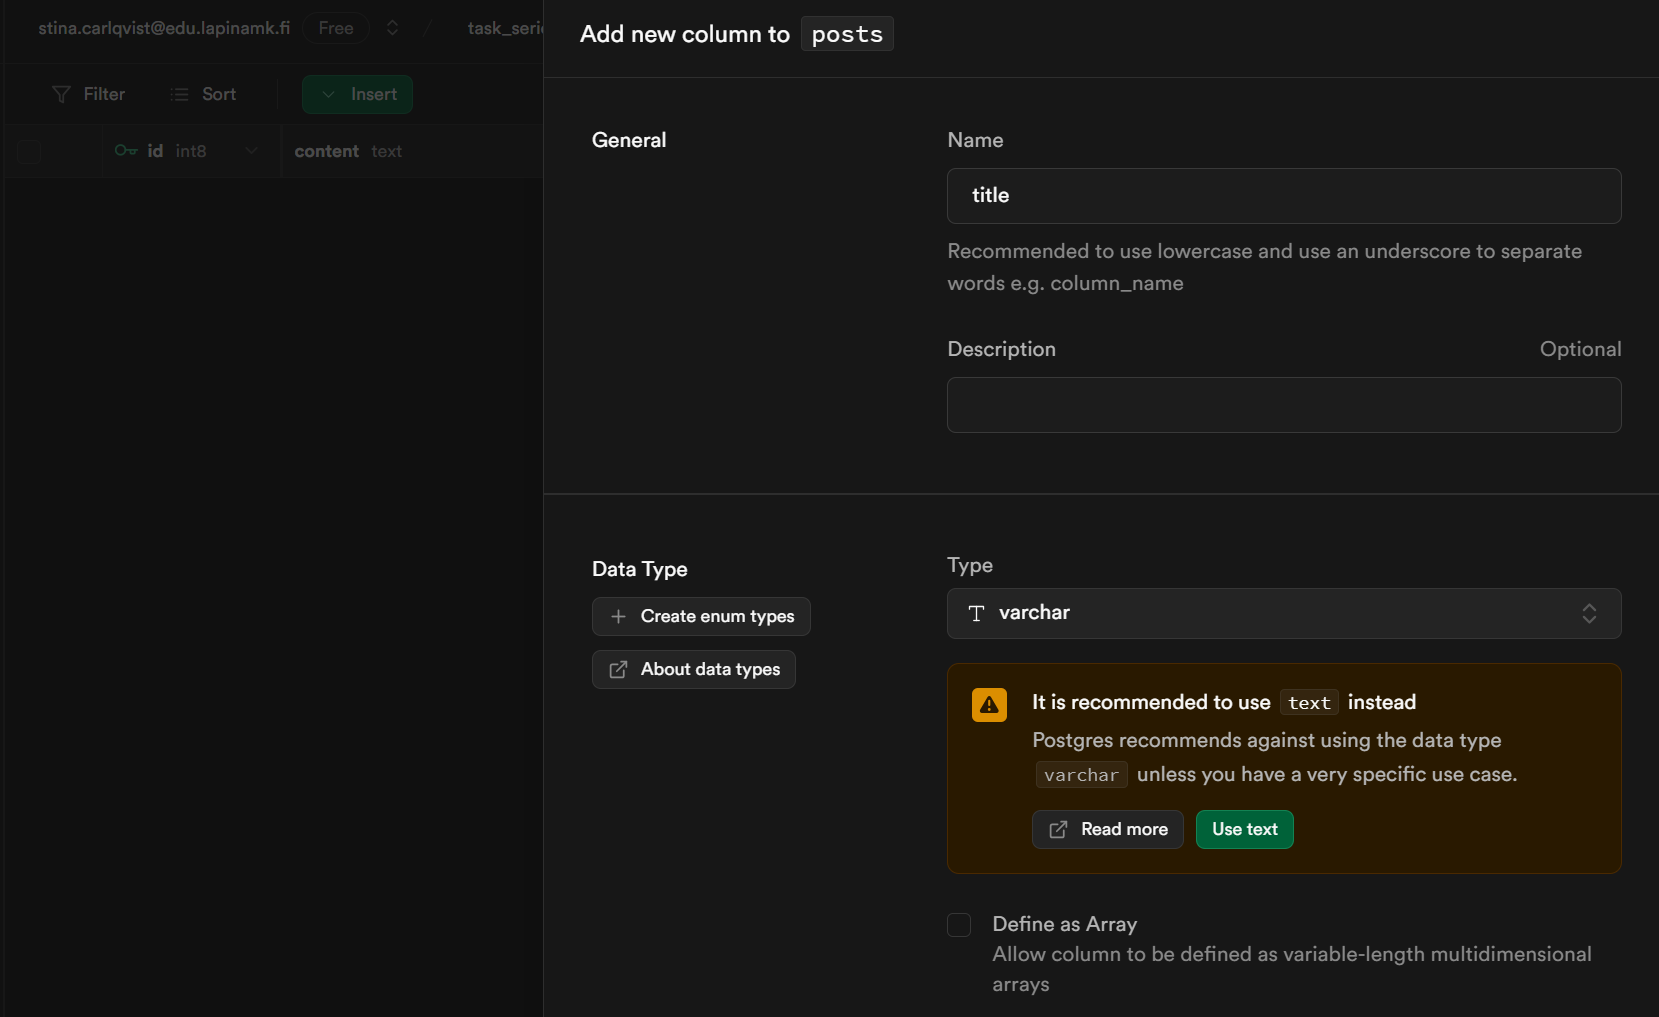 stina.carlqvist@edu.lapinamk.fi Free / task_serie
Filter Sort Insert
id int8 content text
Add new column to posts
General
Name
title
Recommended to use lowercase and use an underscore to separate
words e.g. column_name
Description Optional
Data Type
Create enum types
About data types
Type
varchar
It is recommended to use text instead
Postgres recommends against using the data type
varchar unless you have a very specific use case.
Read more Use text
Define as Array
Allow column to be defined as variable-length multidimensional
arrays